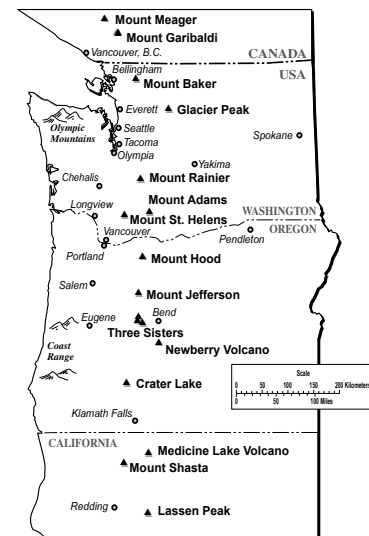 Mount Meager
Mount Garibaldi
Vancouver, B.C.
CANADA
USA
Bellingham
Mount Baker
Glacier Peak
Everett
Olympic
Mountains
Seattle
Tacoma
Olympia
Spokane
Yakima
Chehalis
Mount Rainier
Mount Adams
Longview
Mount St. Helens
WASHINGTON
OREGON
Vancouver
Pendleton
Portland
Mount Hood
Salem
Mount Jefferson
Eugene
Bend
Three Sisters
Coast
Range
Newberry Volcano
Scale
0 50 100 150 200 Kilometers
0 50 100 Miles
Crater Lake
Klamath Falls
CALIFORNIA
Medicine Lake Volcano
Mount Shasta
Redding
Lassen Peak